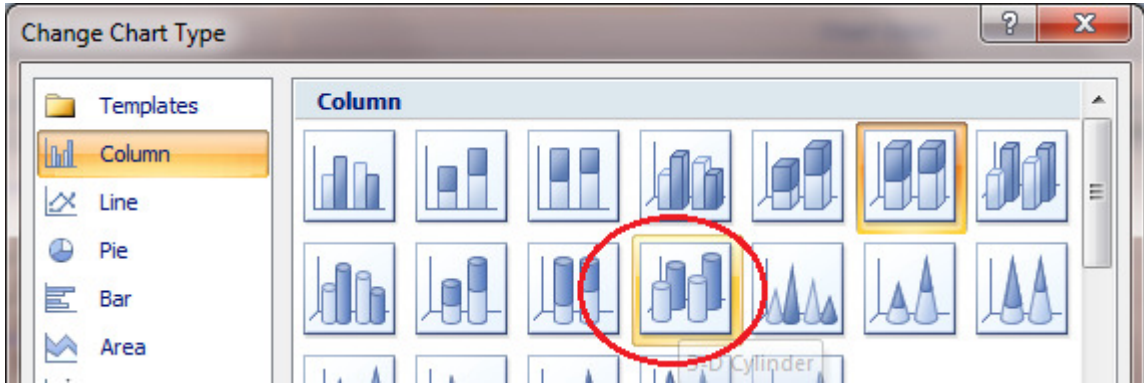 Change Chart Type
Templates
Column
Line
Pie
Bar
Area
Column
3-D Cylinder